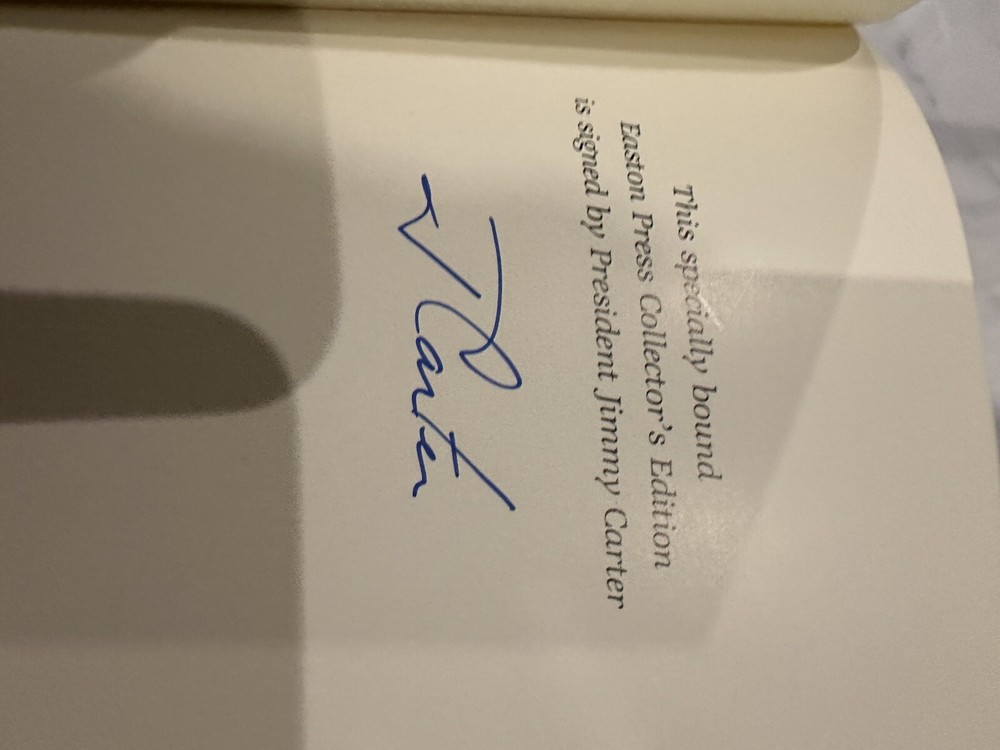 This specially bound
Easton Press Collector's Edition
is signed by President Jimmy Carter
J Carter